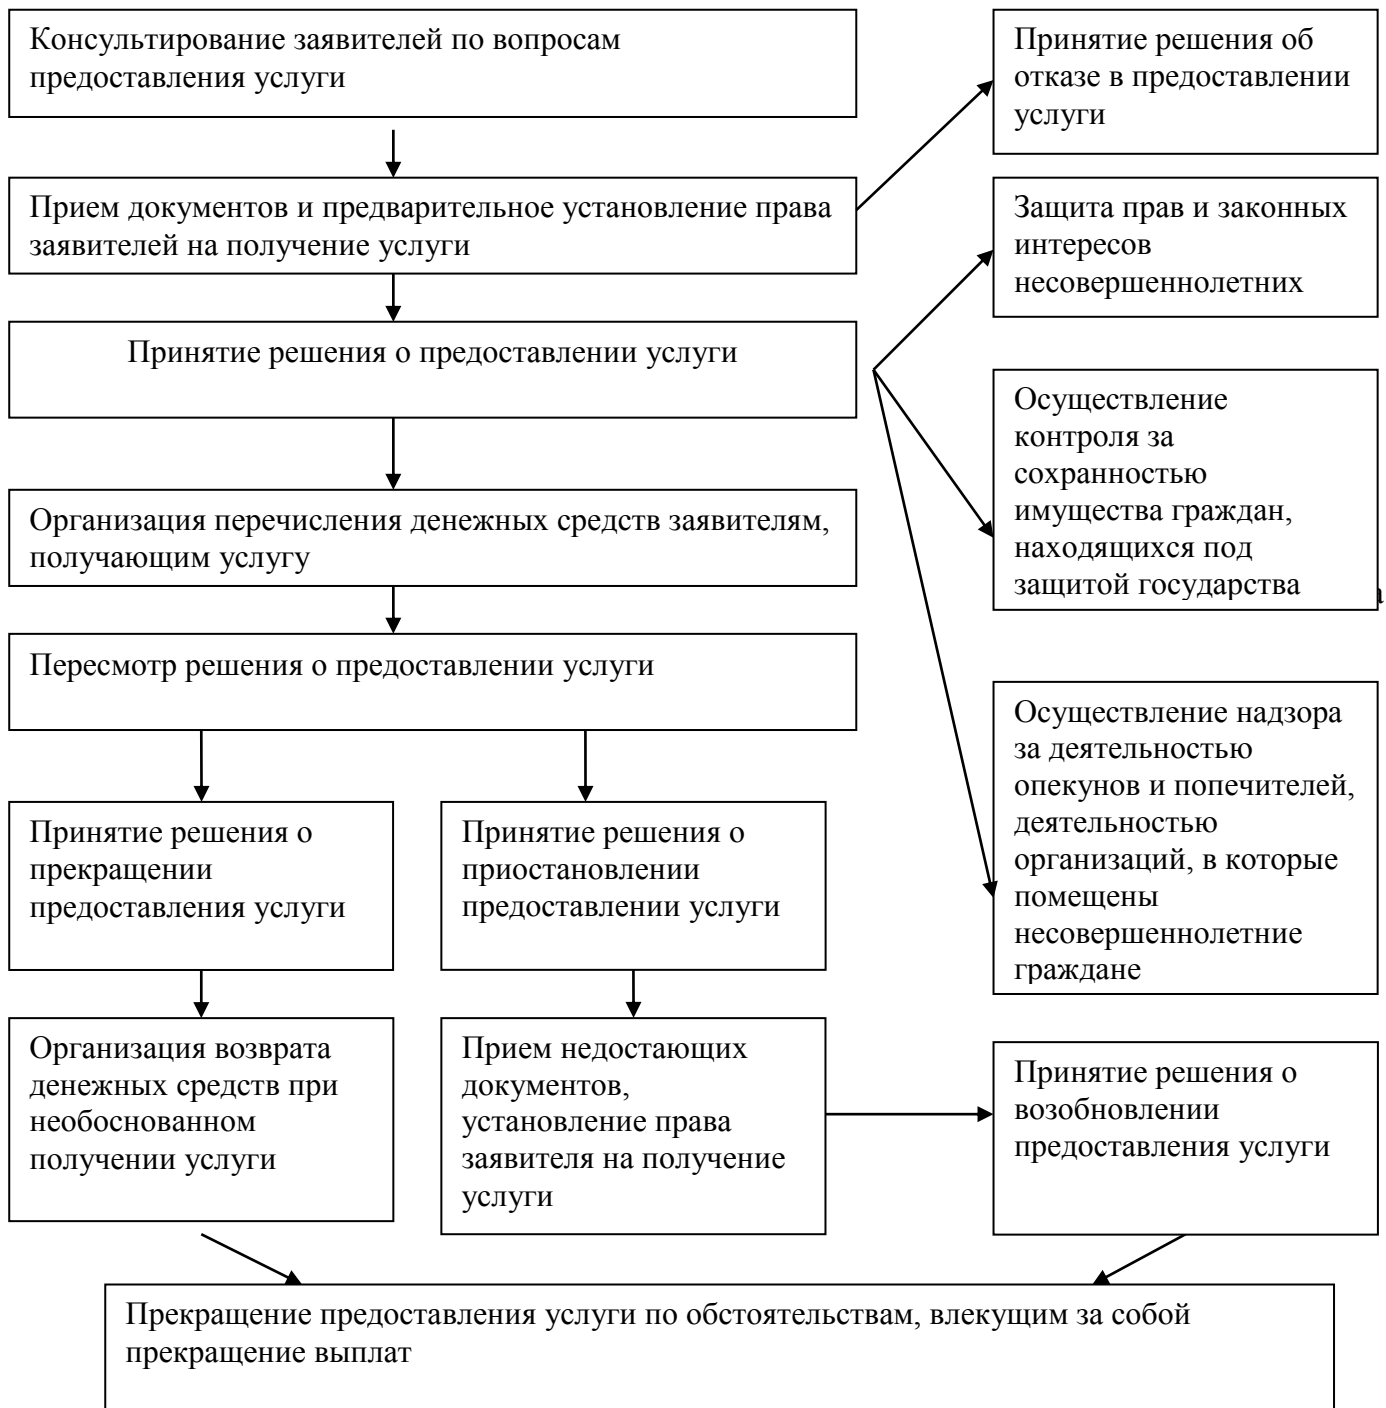 Консультирование заявителей по вопросам
предоставления услуги
Принятие решения об
отказе в предоставлении
услуги
Прием документов и предварительное установление права
заявителей на получение услуги
Защита прав и законных
интересов
несовершеннолетних
Принятие решения о предоставлении услуги
Осуществление
контроля за
сохранностью
имущества граждан,
находящихся под
защитой государства
Организация перечисления денежных средств заявителям,
получающим услугу
Пересмотр решения о предоставлении услуги
Осуществление надзора
за деятельностью
опекунов и попечителей,
деятельностью
организаций, в которые
помещены
несовершеннолетние
граждане
Принятие решения о
прекращении
предоставления услуги
Принятие решения о
приостановлении
предоставлении услуги
Организация возврата
денежных средств при
необоснованном
получении услуги
Прием недостающих
документов,
установление права
заявителя на получение
услуги
Принятие решения о
возобновлении
предоставления услуги
Прекращение предоставления услуги по обстоятельствам, влекущим за собой
прекращение выплат